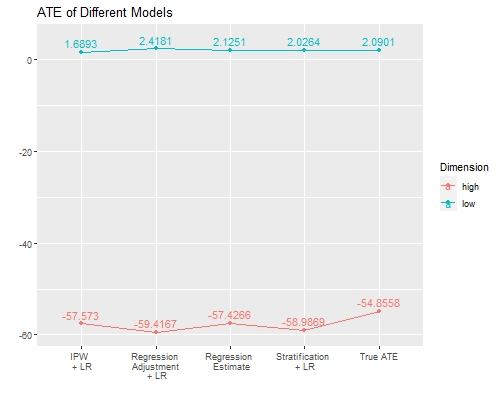 ATE of Different Models
1.6893 2.4181 2.1251 2.0264 2.0901
0
-20
-40
-60
-57.573 -59.4167 -57.4266 -58.9869 -54.8558
IPW
+ LR
Regression
Adjustment
+ LR
Regression
Estimate
Stratification
+ LR
True ATE
Dimension
a high
a low